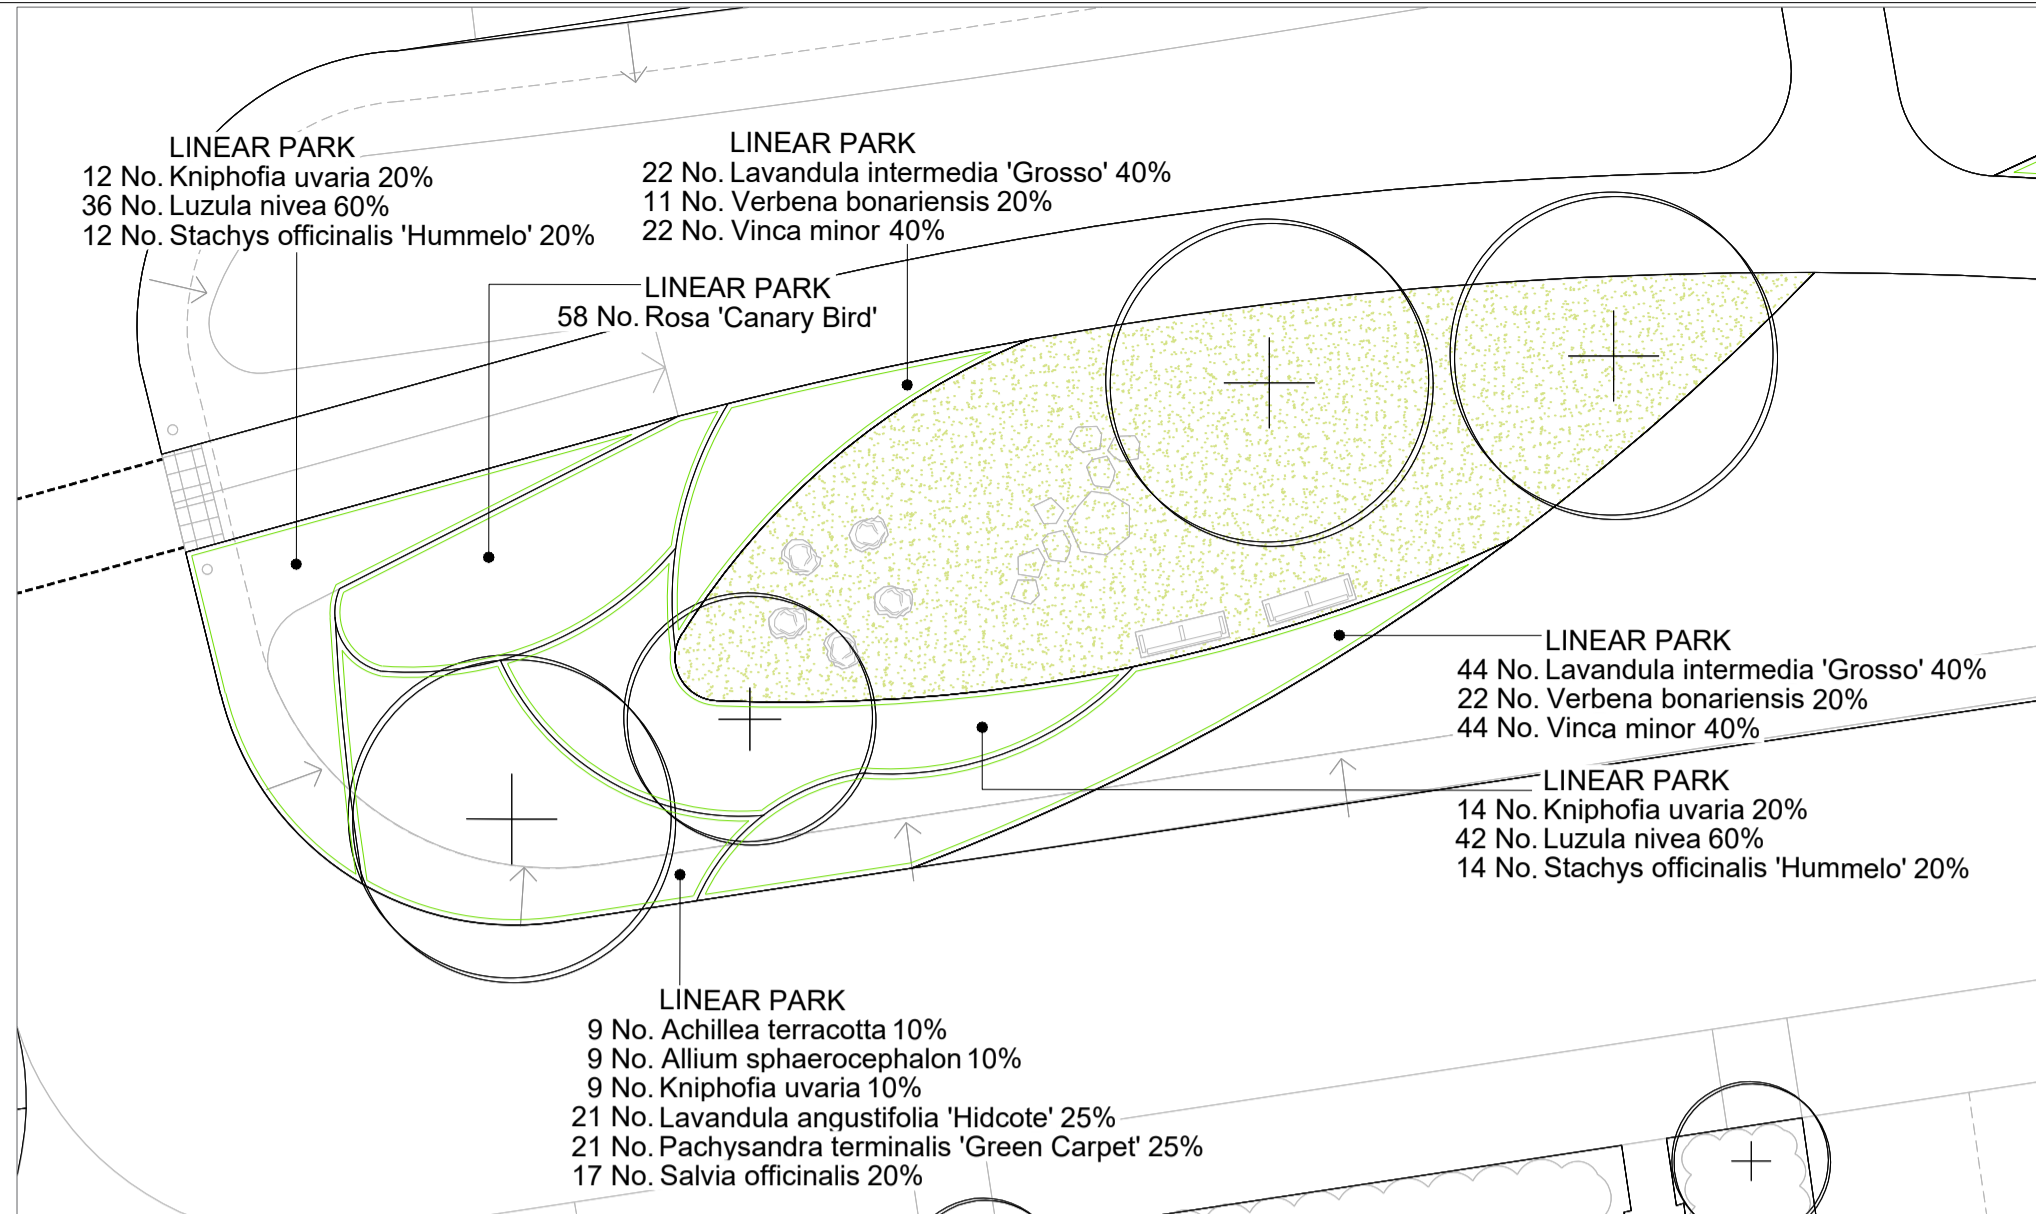 LINEAR PARK
12 No. Kniphofia uvaria 20%
36 No. Luzula nivea 60%
12 No. Stachys officinalis 'Hummelo' 20%
LINEAR PARK
22 No. Lavandula intermedia 'Grosso' 40%
11 No. Verbena bonariensis 20%
22 No. Vinca minor 40%
LINEAR PARK
58 No. Rosa 'Canary Bird'
LINEAR PARK
44 No. Lavandula intermedia 'Grosso' 40%
22 No. Verbena bonariensis 20%
44 No. Vinca minor 40%
LINEAR PARK
14 No. Kniphofia uvaria 20%
42 No. Luzula nivea 60%
14 No. Stachys officinalis 'Hummelo' 20%
LINEAR PARK
9 No. Achillea terracotta 10%
9 No. Allium sphaerocephalon 10%
9 No. Kniphofia uvaria 10%
21 No. Lavandula angustifolia 'Hidcote' 25%
21 No. Pachysandra terminalis 'Green Carpet' 25%
17 No. Salvia officinalis 20%